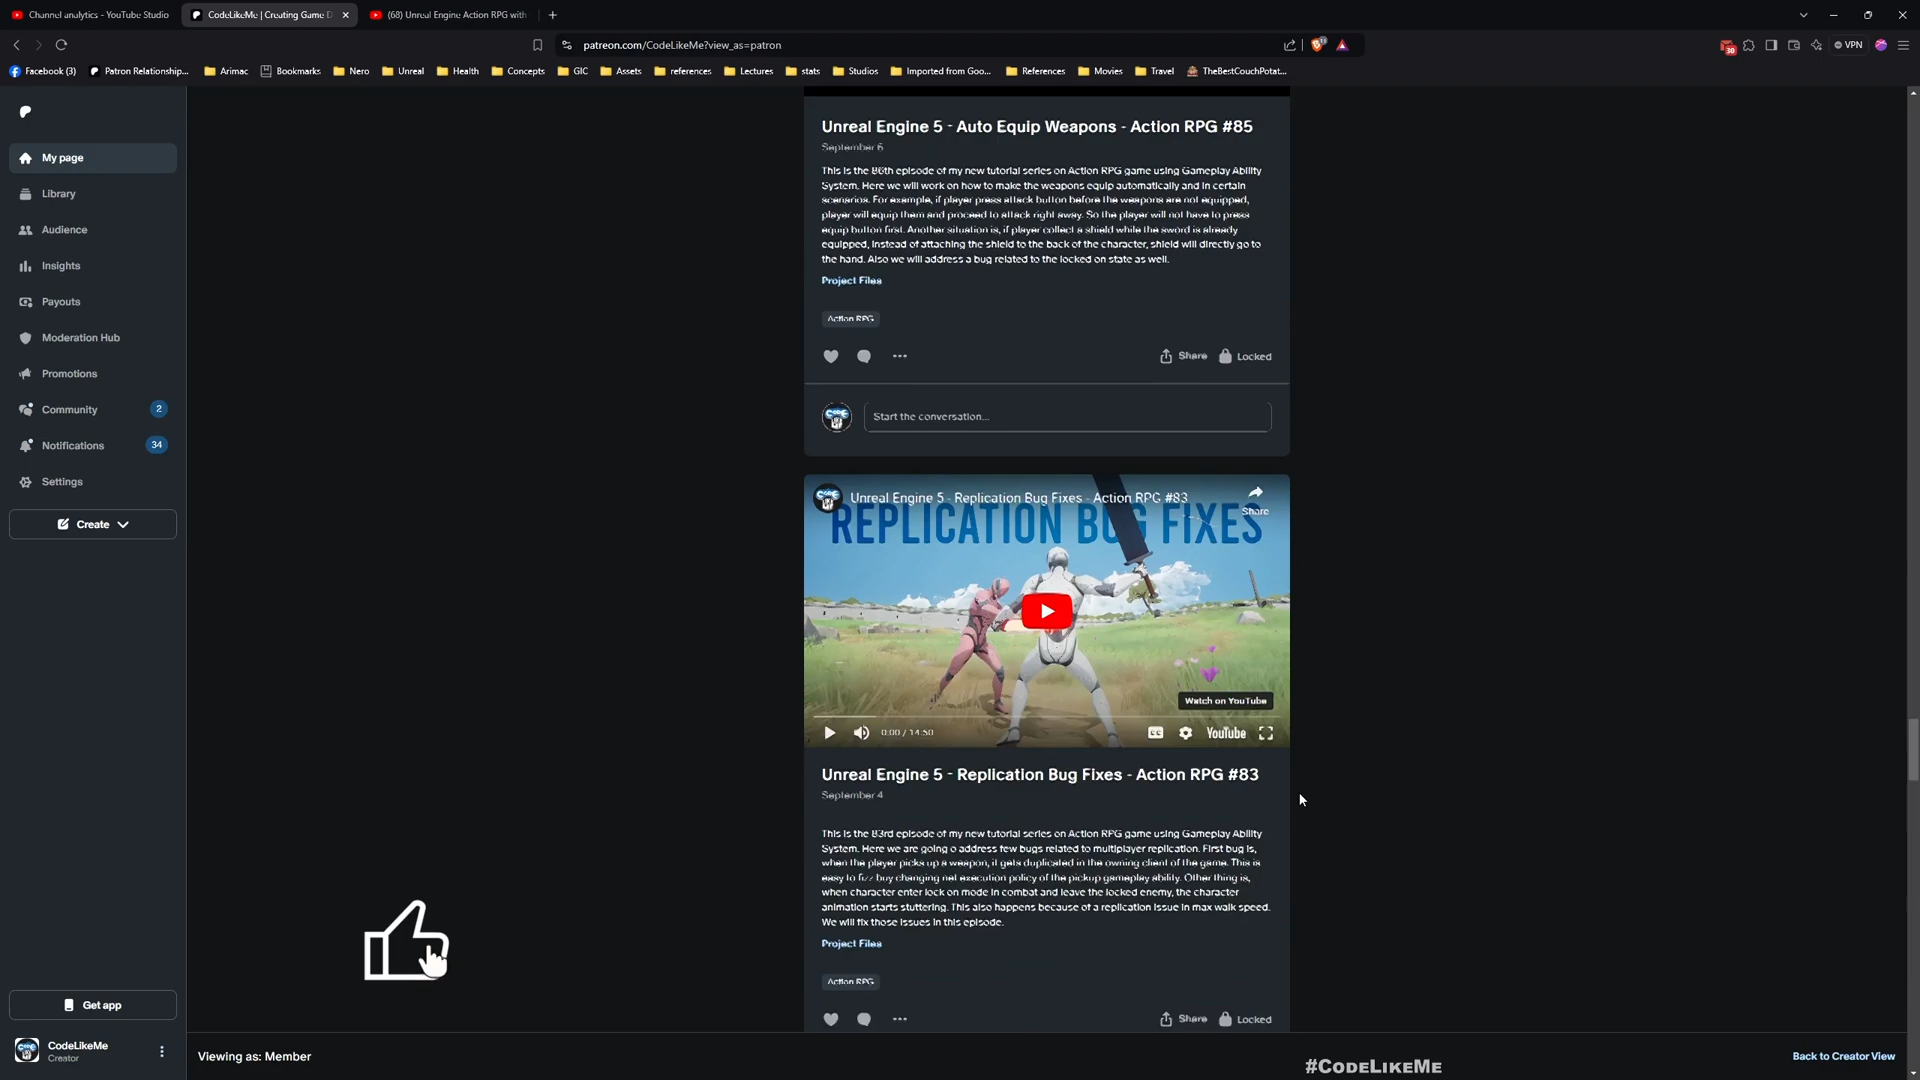 Channel analytics - YouTube Studio
CodeLikeMe | Creating Game D
(68) Unreal Engine Action RPG with
patreon.com/CodeLikeMe?view_as=patron
30
11
VPN
Facebook (3)
Patron Relationship...
Arimac
Bookmarks
Nero
Unreal
Health
Concepts
GIC
Assets
references
Lectures
stats
Studios
Imported from Goo...
References
Movies
Travel
TheBestCouchPotat...
My page
Library
Audience
Insights
Payouts
Moderation Hub
Promotions
Community 2
Notifications 34
Settings
Create
Get app
CodeLikeMe
Creator
Unreal Engine 5 - Auto Equip Weapons - Action RPG #85
September 6
This is the 86th episode of my new tutorial series on Action RPG game using Gameplay Ability
System. Here we will work on how to make the weapons equip automatically and in certain
scenarios. For example, if player press attack button before the weapons are not equipped,
player will equip them and proceed to attack right away. So the player will not have to press
equip button first. Another situation is, if player collect a shield while the sword is already
equipped, instead of attaching the shield to the back of the character, shield will directly go to
the hand. Also we will address a bug related to the locked on state as well.
Project Files
Action RPG
Share Locked
Start the conversation...
Unreal Engine 5 - Replication Bug Fixes - Action RPG #83
Share
REPLICATION BUG FIXES
Watch on YouTube
0:00 / 14:50
CC
YouTube
Unreal Engine 5 - Replication Bug Fixes - Action RPG #83
September 4
This is the 83rd episode of my new tutorial series on Action RPG game using Gameplay Ability
System. Here we are going o address few bugs related to multiplayer replication. First bug is,
when the player picks up a weapon, it gets duplicated in the owning client of the game. This is
easy to fizz buy changing net execution policy of the pickup gameplay ability. Other thing is,
when character enter lock on mode in combat and leave the locked enemy, the character
animation starts stuttering. This also happens because of a replication issue in max walk speed.
We will fix those issues in this episode.
Project Files
Action RPG
Share Locked
Viewing as: Member
Back to Creator View
#CODELIKEME